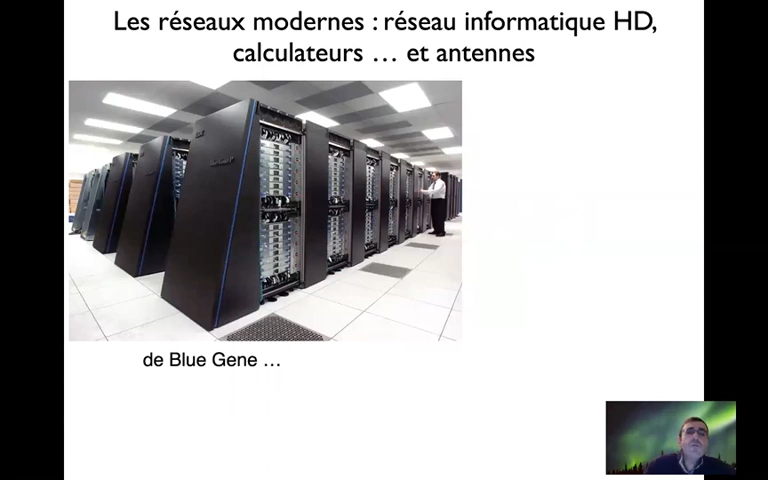 Les réseaux modernes : réseau informatique HD,
calculateurs … et antennes
de Blue Gene …